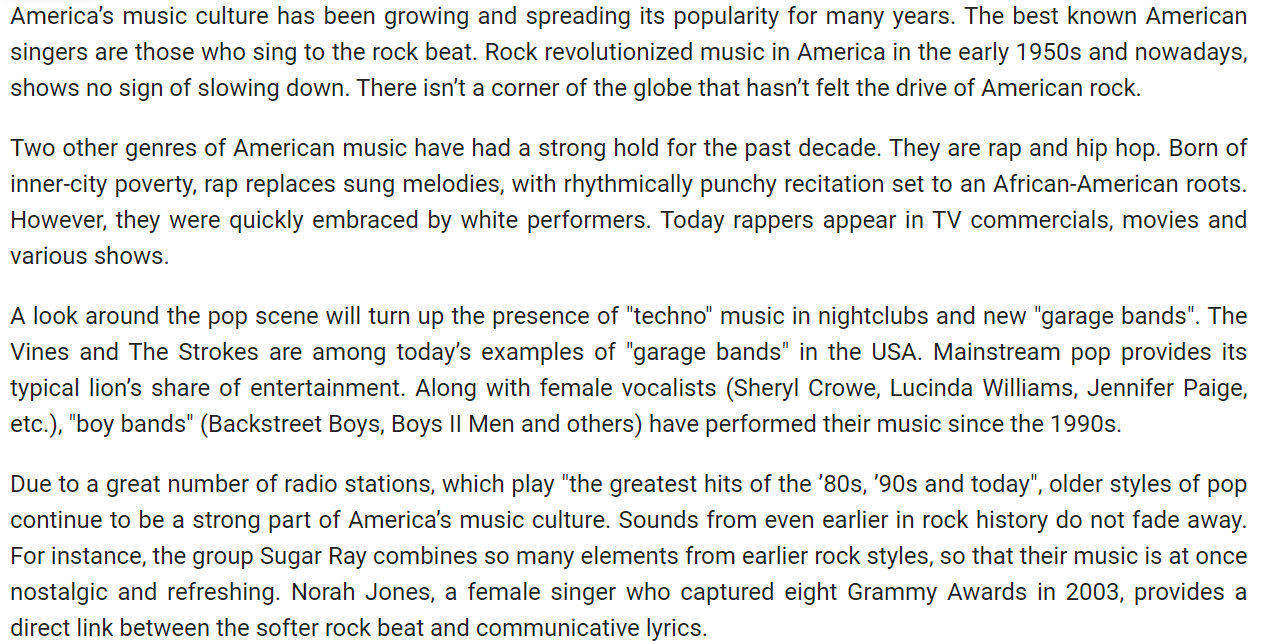 America’s music culture has been growing and spreading its popularity for many years. The best known American
singers are those who sing to the rock beat. Rock revolutionized music in America in the early 1950s and nowadays,
shows no sign of slowing down. There isn’t a corner of the globe that hasn’t felt the drive of American rock.
Two other genres of American music have had a strong hold for the past decade. They are rap and hip hop. Born of
inner-city poverty, rap replaces sung melodies, with rhythmically punchy recitation set to an African-American roots.
However, they were quickly embraced by white performers. Today rappers appear in TV commercials, movies and
various shows.
A look around the pop scene will turn up the presence of "techno" music in nightclubs and new "garage bands". The
Vines and The Strokes are among today’s examples of "garage bands" in the USA. Mainstream pop provides its
typical lion’s share of entertainment. Along with female vocalists (Sheryl Crowe, Lucinda Williams, Jennifer Paige,
etc.), "boy bands" (Backstreet Boys, Boys II Men and others) have performed their music since the 1990s.
Due to a great number of radio stations, which play "the greatest hits of the ’80s, ’90s and today", older styles of pop
continue to be a strong part of America’s music culture. Sounds from even earlier in rock history do not fade away.
For instance, the group Sugar Ray combines so many elements from earlier rock styles, so that their music is at once
nostalgic and refreshing. Norah Jones, a female singer who captured eight Grammy Awards in 2003, provides a
direct link between the softer rock beat and communicative lyrics.